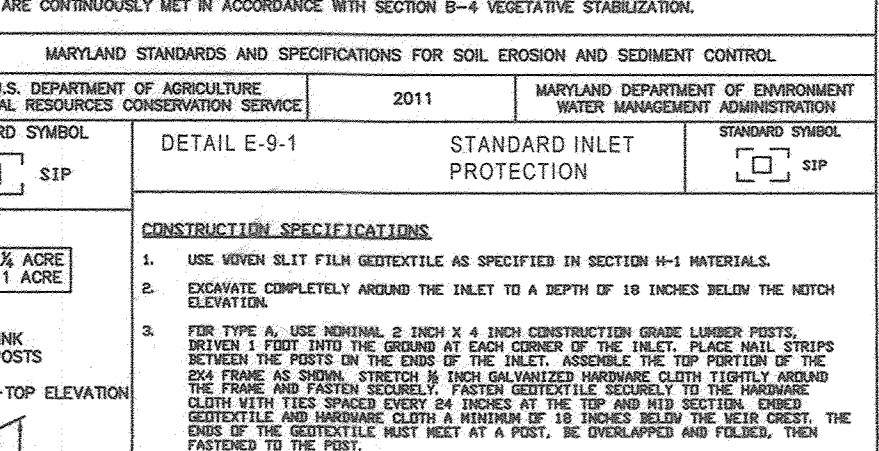 ARE CONTINUOUSLY MET IN ACCORDANCE WITH SECTION B-4 VEGETATIVE STABILIZATION.
MARYLAND STANDARDS AND SPECIFICATIONS FOR SOIL EROSION AND SEDIMENT CONTROL
U.S. DEPARTMENT OF AGRICULTURE
AL RESOURCES CONSERVATION SERVICE
2011
MARYLAND DEPARTMENT OF ENVIRONMENT
WATER MANAGEMENT ADMINISTRATION
RD SYMBOL
SIP
DETAIL E-9-1
STANDARD INLET
PROTECTION
STANDARD SYMBOL
SIP
¼ ACRE
1 ACRE
NK
POSTS
-TOP ELEVATION
CONSTRUCTION SPECIFICATIONS
1. USE WOVEN SLIT FILM GEOTEXTILE AS SPECIFIED IN SECTION H-1 MATERIALS.
2. EXCAVATE COMPLETELY AROUND THE INLET TO A DEPTH OF 18 INCHES BELOW THE NOTCH
ELEVATION.
3. FOR TYPE A, USE NOMINAL 2 INCH X 4 INCH CONSTRUCTION GRADE LUMBER POSTS,
DRIVEN 1 FOOT INTO THE GROUND AT EACH CORNER OF THE INLET. PLACE NAIL STRIPS
BETWEEN THE POSTS ON THE ENDS OF THE INLET. ASSEMBLE THE TOP PORTION OF THE
2X4 FRAME AS SHOWN. STRETCH ½ INCH GALVANIZED HARDWARE CLOTH TIGHTLY AROUND
THE FRAME AND FASTEN SECURELY. FASTEN GEOTEXTILE SECURELY TO THE HARDWARE
CLOTH WITH TIES SPACED EVERY 24 INCHES AT THE TOP AND MID SECTION. EMBED
GEOTEXTILE AND HARDWARE CLOTH A MINIMUM OF 18 INCHES BELOW THE WEIR CREST. THE
ENDS OF THE GEOTEXTILE MUST MEET AT A POST, BE OVERLAPPED AND FOLDED, THEN
FASTENED TO THE POST.